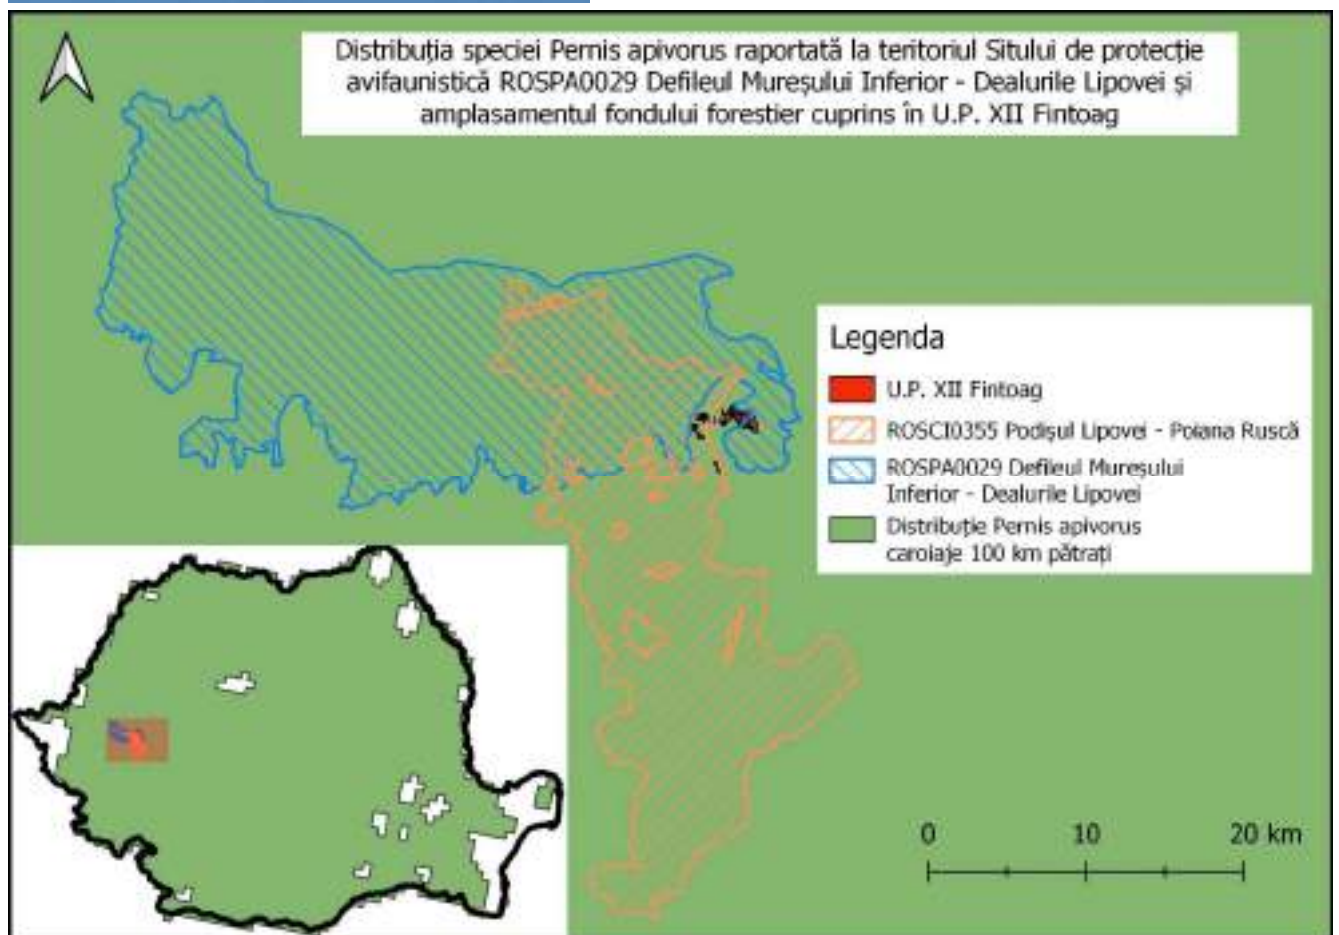 Distribuția speciei Pernis apivorus raportată la teritoriul Sitului de protecție
avifaunistică ROSPA0029 Defileul Mureșului Inferior - Dealurile Lipovei și
amplasamentul fondului forestier cuprins în U.P. XII Fintoag
Legenda
U.P. XII Fintoag
ROSCI0355 Podișul Lipovei - Poiana Ruscă
ROSPA0029 Defileul Mureșului
Inferior - Dealurile Lipovei
Distribuție Pernis apivorus
caroiaje 100 km pătrați
0 10 20 km